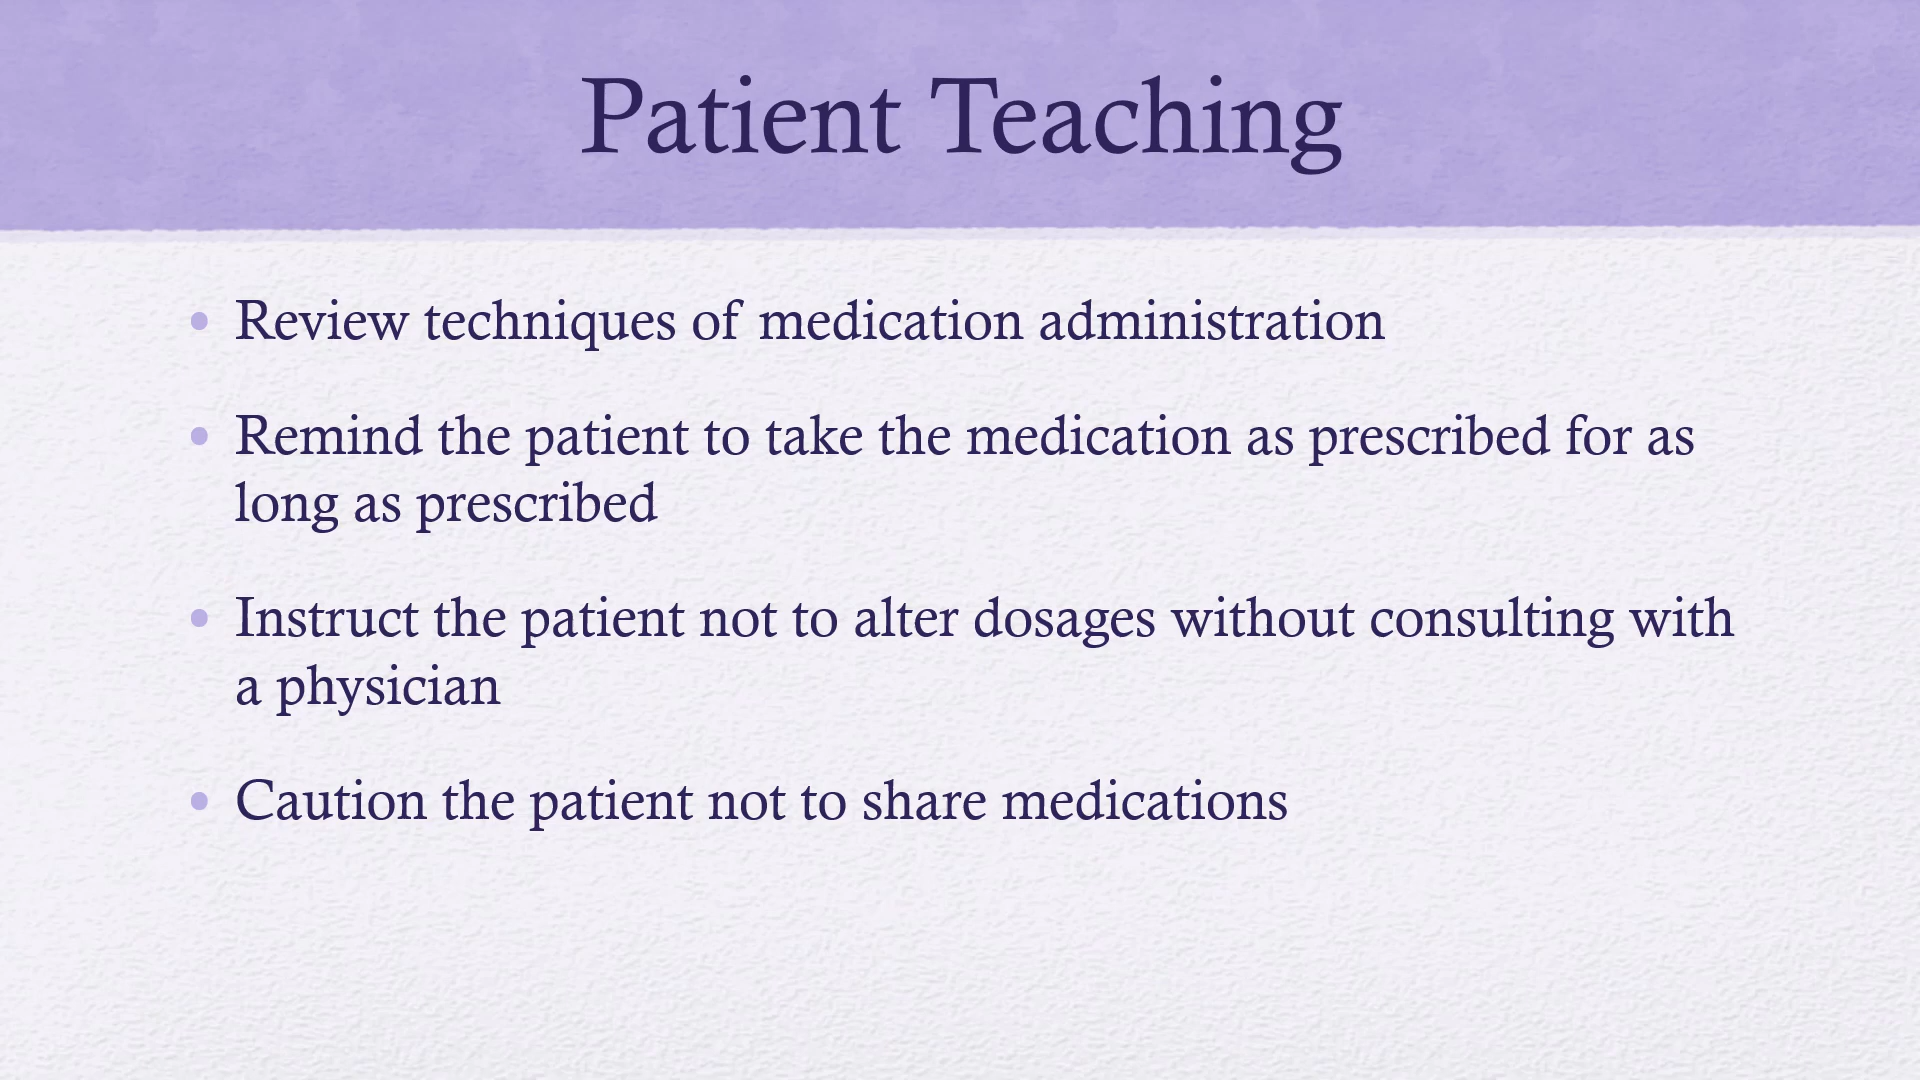 Patient Teaching
• Review techniques of medication administration
• Remind the patient to take the medication as prescribed for as
long as prescribed
• Instruct the patient not to alter dosages without consulting with
a physician
• Caution the patient not to share medications